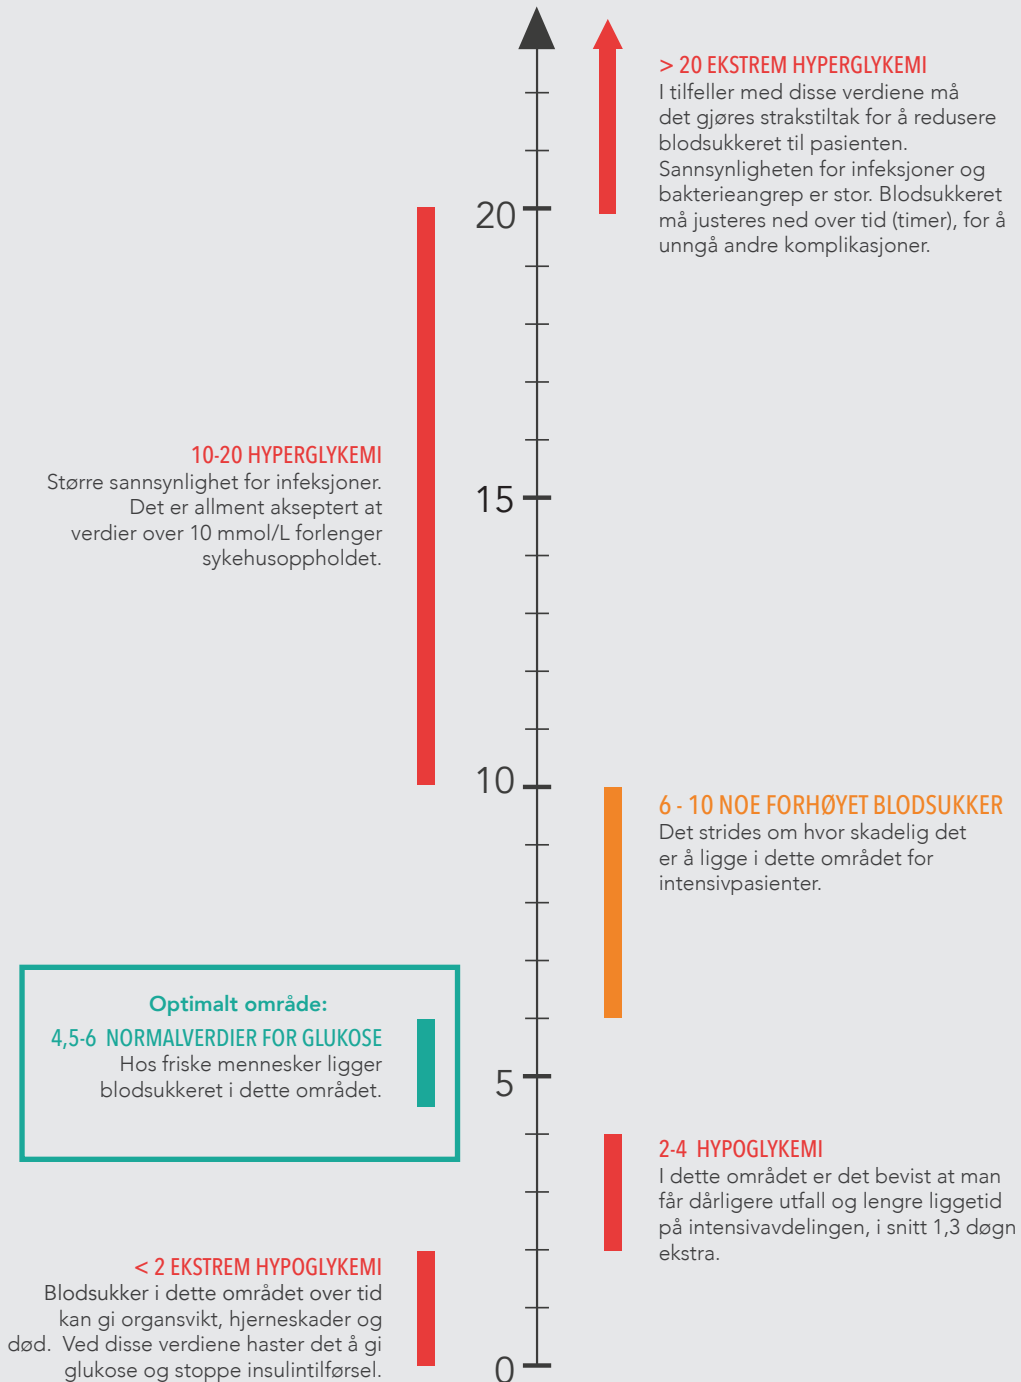 > 20 EKSTREM HYPERGLYKEMI
I tilfeller med disse verdiene må
det gjøres strakstiltak for å redusere
blodsukkeret til pasienten.
Sannsynligheten for infeksjoner og
bakterieangrep er stor. Blodsukkeret
må justeres ned over tid (timer), for å
unngå andre komplikasjoner.
20
10-20 HYPERGLYKEMI
Større sannsynlighet for infeksjoner.
Det er allment akseptert at
verdier over 10 mmol/L forlenger
sykehusoppholdet.
15
10
6 - 10 NOE FORHØYET BLODSUKKER
Det strides om hvor skadelig det
er å ligge i dette området for
intensivpasienter.
Optimalt område:
4,5-6 NORMALVERDIER FOR GLUKOSE
Hos friske mennesker ligger
blodsukkeret i dette området.
5
2-4 HYPOGLYKEMI
I dette området er det bevist at man
får dårligere utfall og lengre liggetid
på intensivavdelingen, i snitt 1,3 døgn
ekstra.
< 2 EKSTREM HYPOGLYKEMI
Blodsukker i dette området over tid
kan gi organsvikt, hjerneskader og
død. Ved disse verdiene haster det å gi
glukose og stoppe insulintilførsel.
0